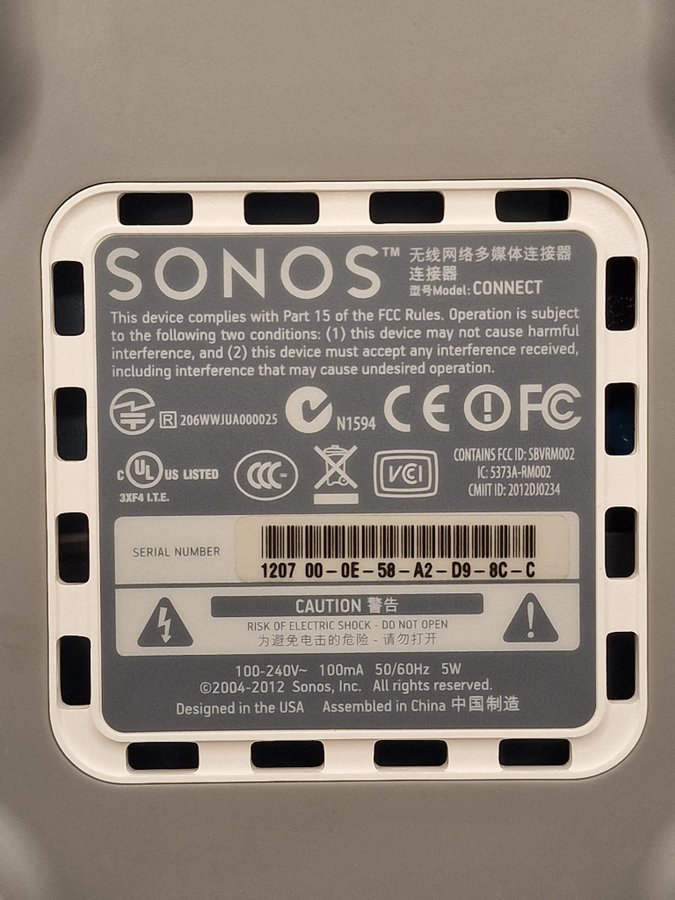 SONOS™
无线网络多媒体连接器
连接器
型号Model: CONNECT
This device complies with Part 15 of the FCC Rules. Operation is subject
to the following two conditions: (1) this device may not cause harmful
interference, and (2) this device must accept any interference received,
including interference that may cause undesired operation.
R 206WWJUA000025
N1594
CE
FC
c UL US LISTED
3XF4 I.T.E.
CCC
VCCI
CONTAINS FCC ID: SBVRM002
IC: 5373A-RM002
CMIIT ID: 2012DJ0234
SERIAL NUMBER
1207 00-0E-58-A2-D9-8C-C
CAUTION 警告
RISK OF ELECTRIC SHOCK - DO NOT OPEN
为避免电击的危险 - 请勿打开
100-240V~ 100mA 50/60Hz 5W
©2004-2012 Sonos, Inc. All rights reserved.
Designed in the USA Assembled in China 中国制造